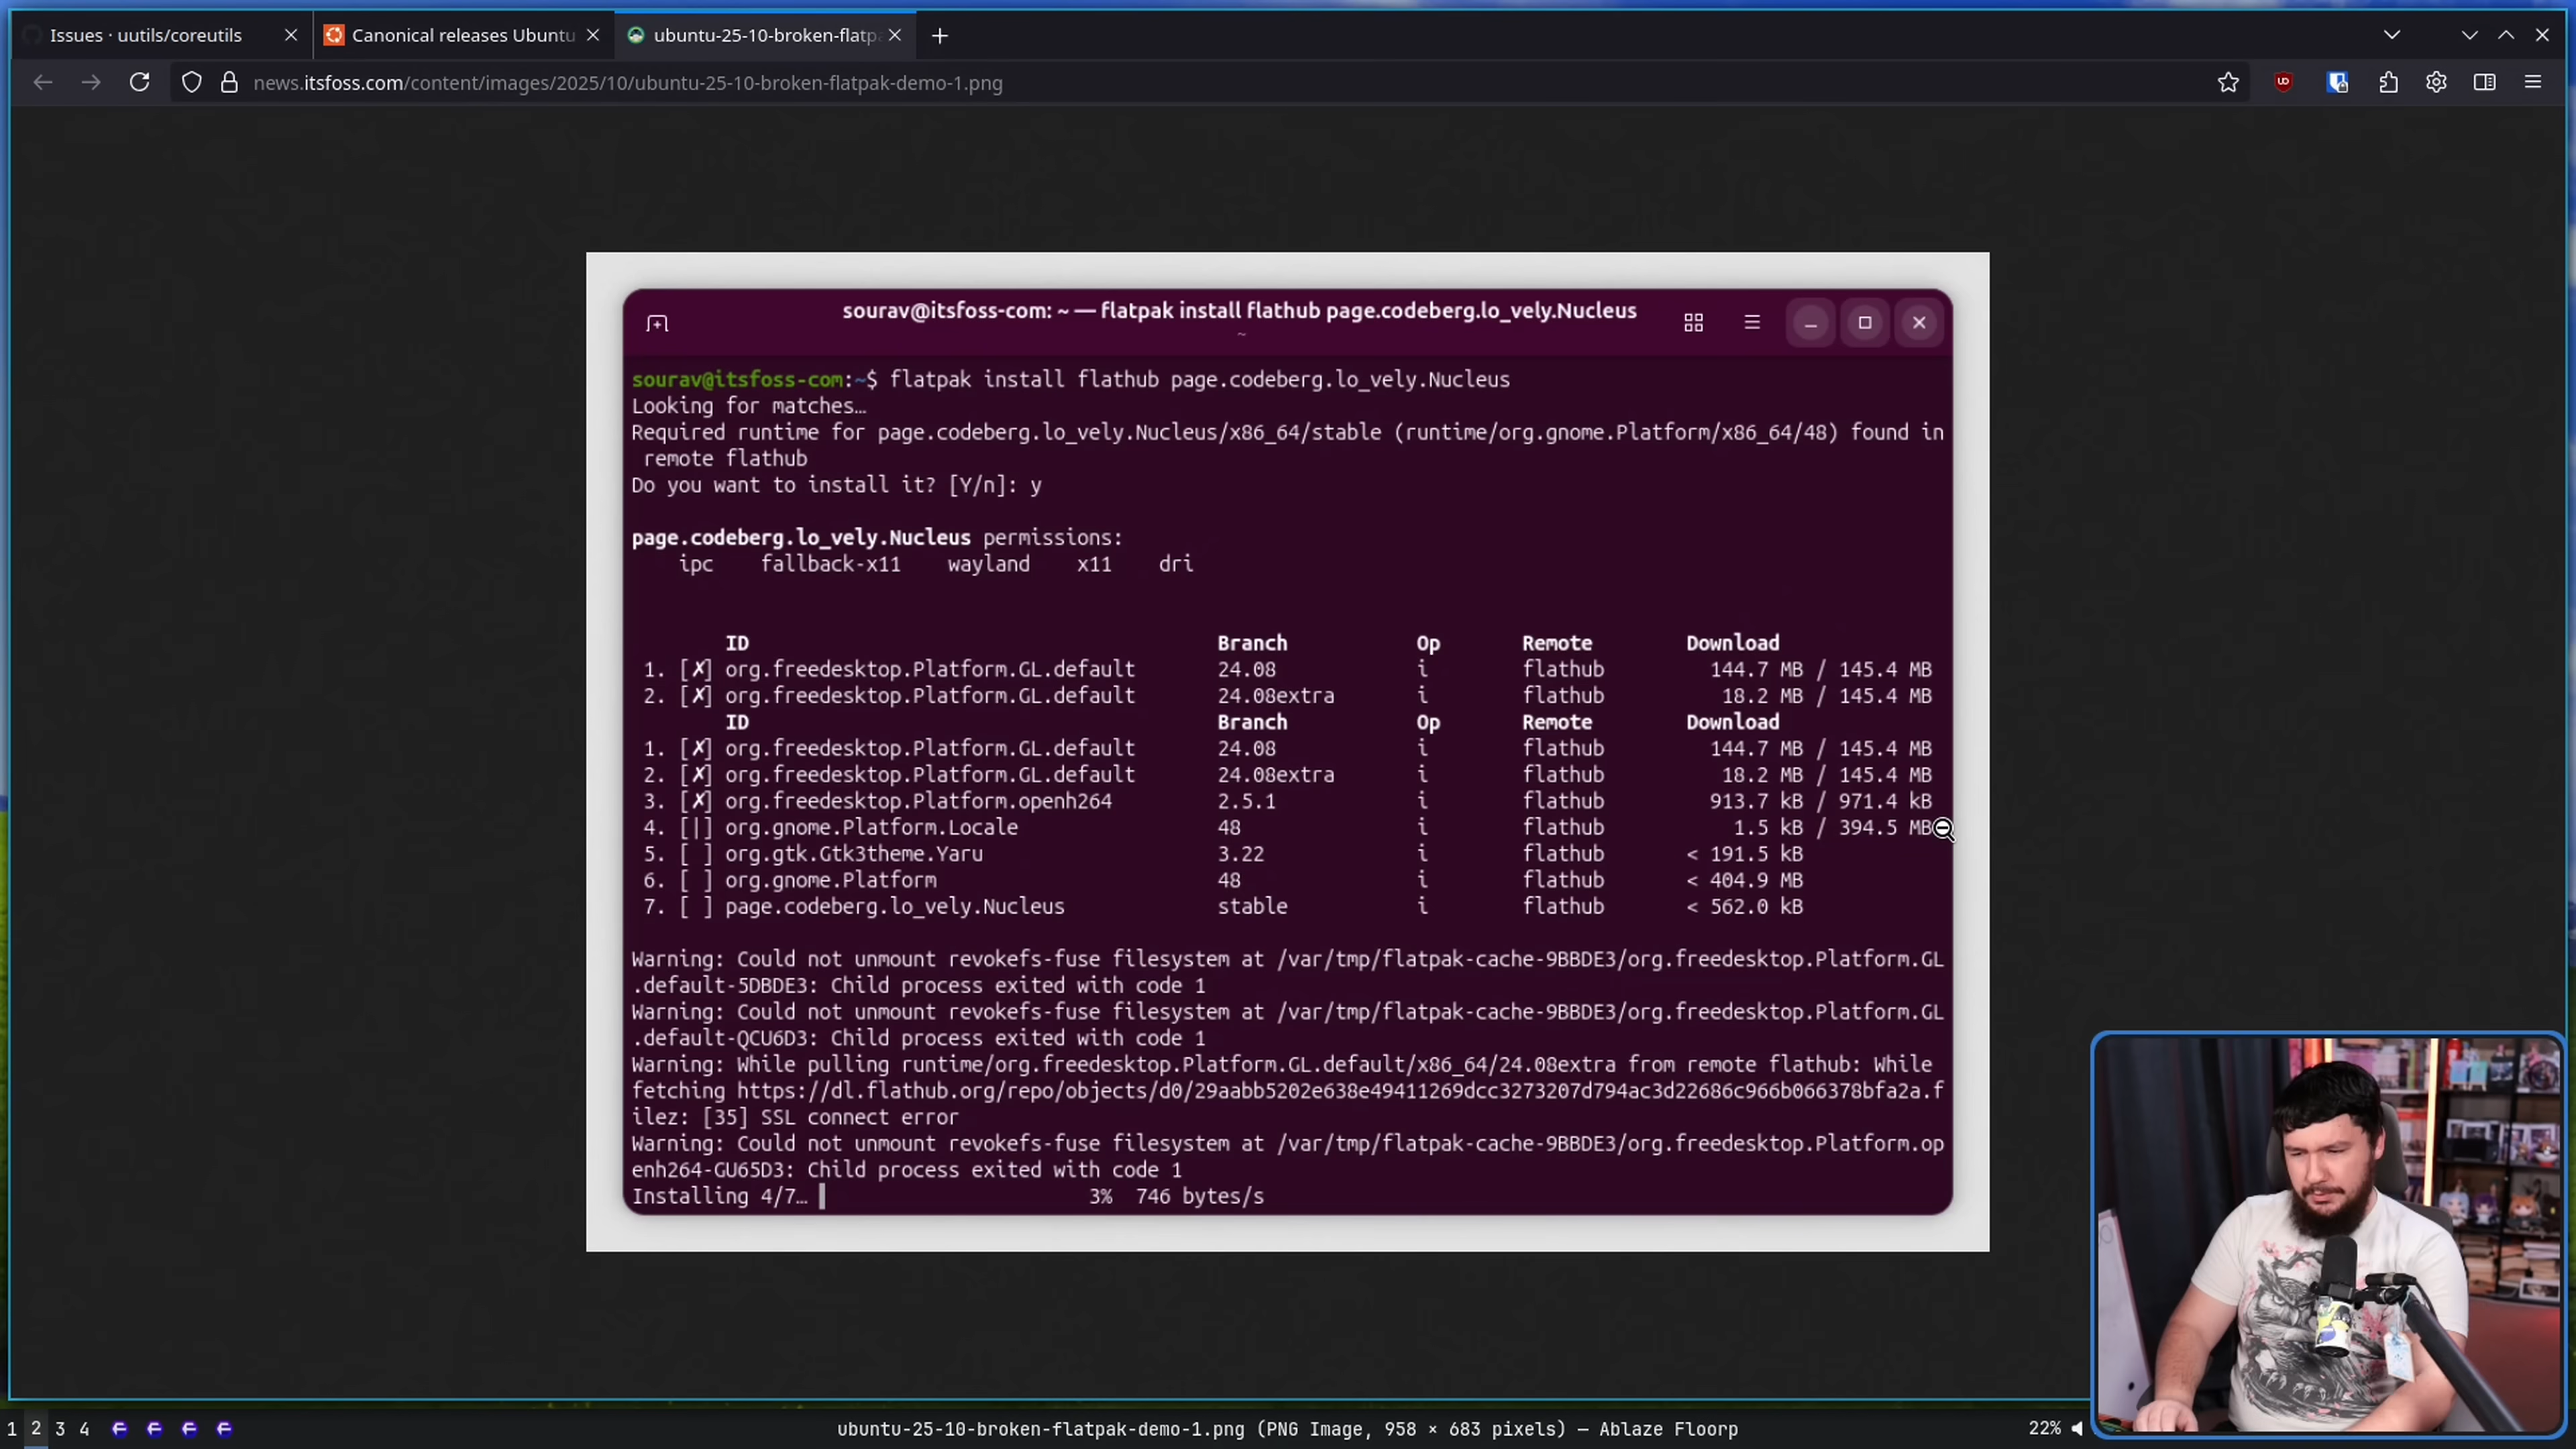 Issues · uutils/coreutils
Canonical releases Ubuntu
ubuntu-25-10-broken-flatp
news.itsfoss.com/content/images/2025/10/ubuntu-25-10-broken-flatpak-demo-1.png
sourav@itsfoss-com: ~ — flatpak install flathub page.codeberg.lo_vely.Nucleus
~
sourav@itsfoss-com:~$ flatpak install flathub page.codeberg.lo_vely.Nucleus
Looking for matches…
Required runtime for page.codeberg.lo_vely.Nucleus/x86_64/stable (runtime/org.gnome.Platform/x86_64/48) found in
remote flathub
Do you want to install it? [Y/n]: y
page.codeberg.lo_vely.Nucleus permissions:
ipc fallback-x11 wayland x11 dri
ID Branch Op Remote Download
1. [✗] org.freedesktop.Platform.GL.default 24.08 i flathub 144.7 MB / 145.4 MB
2. [✗] org.freedesktop.Platform.GL.default 24.08extra i flathub 18.2 MB / 145.4 MB
ID Branch Op Remote Download
1. [✗] org.freedesktop.Platform.GL.default 24.08 i flathub 144.7 MB / 145.4 MB
2. [✗] org.freedesktop.Platform.GL.default 24.08extra i flathub 18.2 MB / 145.4 MB
3. [✗] org.freedesktop.Platform.openh264 2.5.1 i flathub 913.7 kB / 971.4 kB
4. [|] org.gnome.Platform.Locale 48 i flathub 1.5 kB / 394.5 MB
5. [ ] org.gtk.Gtk3theme.Yaru 3.22 i flathub < 191.5 kB
6. [ ] org.gnome.Platform 48 i flathub < 404.9 MB
7. [ ] page.codeberg.lo_vely.Nucleus stable i flathub < 562.0 kB
Warning: Could not unmount revokefs-fuse filesystem at /var/tmp/flatpak-cache-9BBDE3/org.freedesktop.Platform.GL
.default-5DBDE3: Child process exited with code 1
Warning: Could not unmount revokefs-fuse filesystem at /var/tmp/flatpak-cache-9BBDE3/org.freedesktop.Platform.GL
.default-QCU6D3: Child process exited with code 1
Warning: While pulling runtime/org.freedesktop.Platform.GL.default/x86_64/24.08extra from remote flathub: While
fetching https://dl.flathub.org/repo/objects/d0/29aabb5202e638e49411269dcc3273207d794ac3d22686c966b066378bfa2a.f
ilez: [35] SSL connect error
Warning: Could not unmount revokefs-fuse filesystem at /var/tmp/flatpak-cache-9BBDE3/org.freedesktop.Platform.op
enh264-GU65D3: Child process exited with code 1
Installing 4/7… 3% 746 bytes/s
1 2 3 4
ubuntu-25-10-broken-flatpak-demo-1.png (PNG Image, 958 × 683 pixels) — Ablaze Floorp
22%